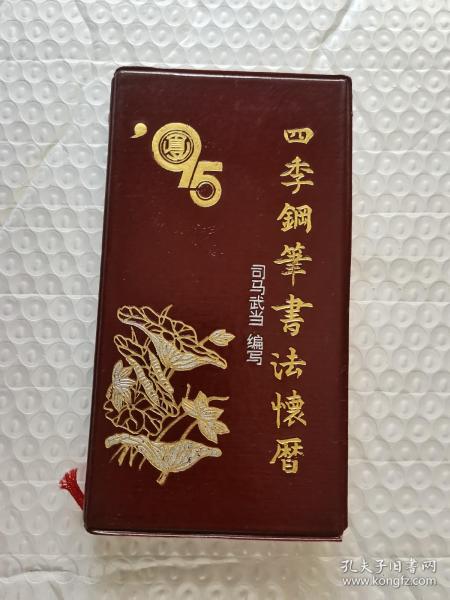 '95
夏
四季鋼筆書法懷曆
司马武当 编写
孔夫子旧书网
www.kongfz.com